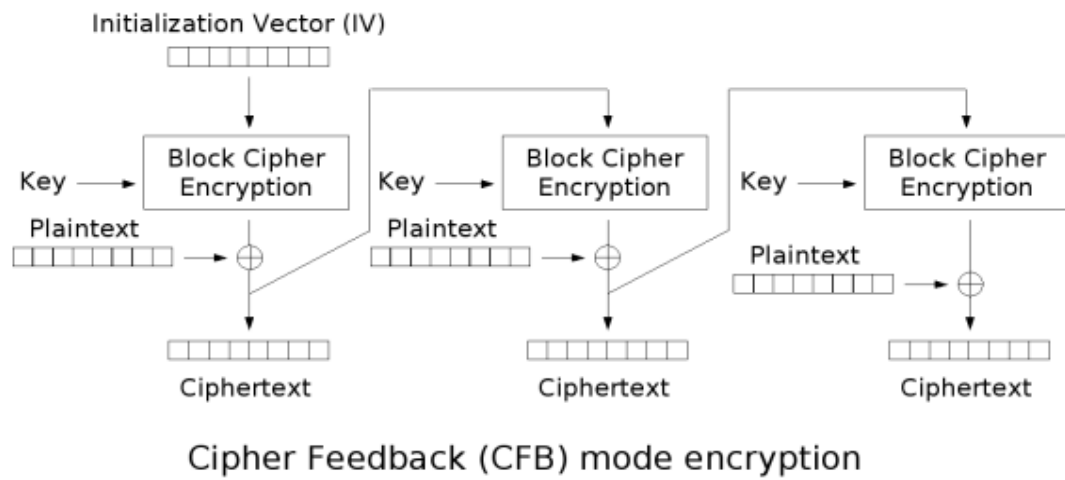 Initialization Vector (IV)
Block Cipher
Encryption
Block Cipher
Encryption
Block Cipher
Encryption
Key
Key
Key
Plaintext
Plaintext
Plaintext
Ciphertext
Ciphertext
Ciphertext
Cipher Feedback (CFB) mode encryption